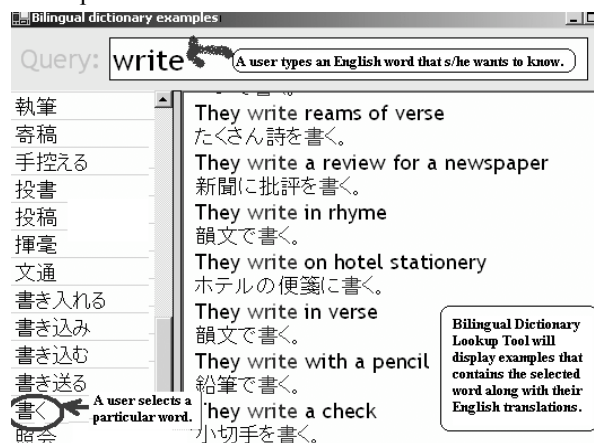 Bilingual dictionary examples
Query: write
A user types an English word that s/he wants to know.
執筆
寄稿
手控える
投書
投稿
揮毫
文通
書き入れる
書き込み
書き込む
書き送る
書く
照会
A user selects a
particular word.
They write reams of verse
たくさん詩を書く。
They write a review for a newspaper
新聞に批評を書く。
They write in rhyme
韻文で書く。
They write on hotel stationery
ホテルの便箋に書く。
They write in verse
韻文で書く。
They write with a pencil
鉛筆で書く。
They write a check
小切手を書く。
Bilingual Dictionary
Lookup Tool will
display examples that
contains the selected
word along with their
English translations.